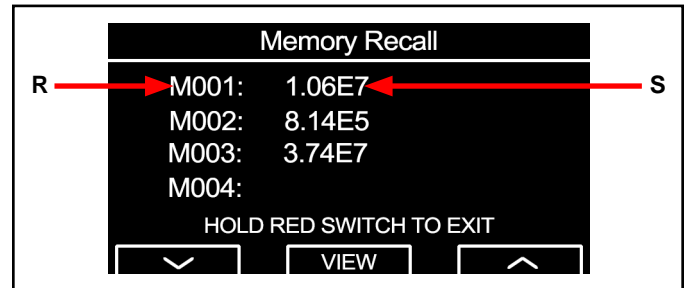 Memory Recall
R M001: 1.06E7 S
M002: 8.14E5
M003: 3.74E7
M004:
HOLD RED SWITCH TO EXIT
VIEW